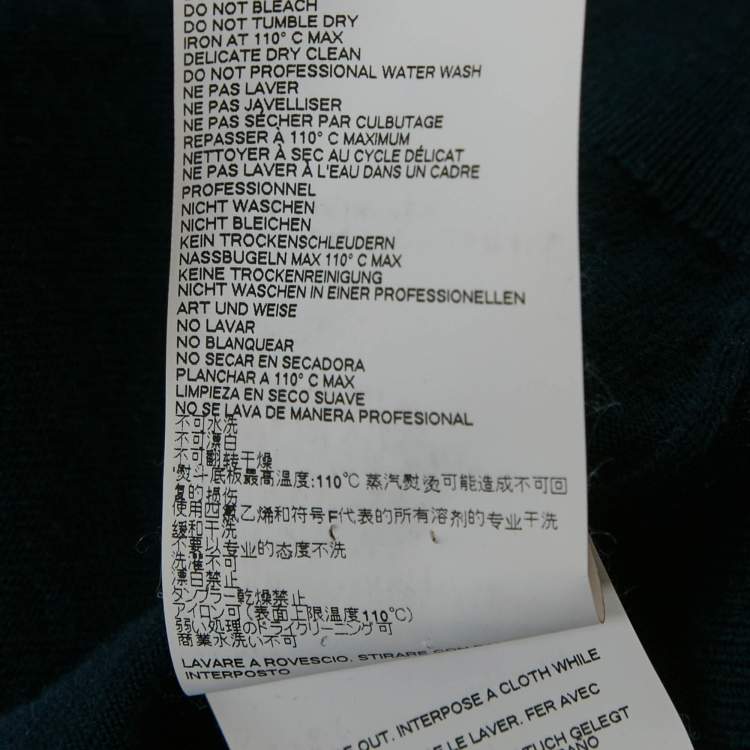 DO NOT BLEACH
DO NOT TUMBLE DRY
IRON AT 110° C MAX
DELICATE DRY CLEAN
DO NOT PROFESSIONAL WATER WASH
NE PAS LAVER
NE PAS JAVELLISER
NE PAS SÉCHER PAR CULBUTAGE
REPASSER À 110° C MAXIMUM
NETTOYER À SEC AU CYCLE DÉLICAT
NE PAS LAVER À L'EAU DANS UN CADRE
PROFESSIONNEL
NICHT WASCHEN
NICHT BLEICHEN
KEIN TROCKENSCHLEUDERN
NASSBUGELN MAX 110° C MAX
KEINE TROCKENREINIGUNG
NICHT WASCHEN IN EINER PROFESSIONELLEN
ART UND WEISE
NO LAVAR
NO BLANQUEAR
NO SECAR EN SECADORA
PLANCHAR A 110° C MAX
LIMPIEZA EN SECO SUAVE
NO SE LAVA DE MANERA PROFESIONAL
不可水洗
不可漂白
不可翻转干燥
熨斗底板最高温度:110℃ 蒸汽熨烫可能造成不可回
复的损伤
使用四氯乙烯和符号F代表的所有溶剂的专业干洗
缓和干洗
不要以专业的态度不洗
洗濯不可
漂白禁止
タンブラー乾燥禁止
アイロン可(表面上限温度110℃)
弱い処理のドライクリーニング可
商業水洗い不可
LAVARE A ROVESCIO. STIRARE CON
INTERPOSTO
OUT. INTERPOSE A CLOTH WHILE
LE LAVER. FER AVEC
GELEGT